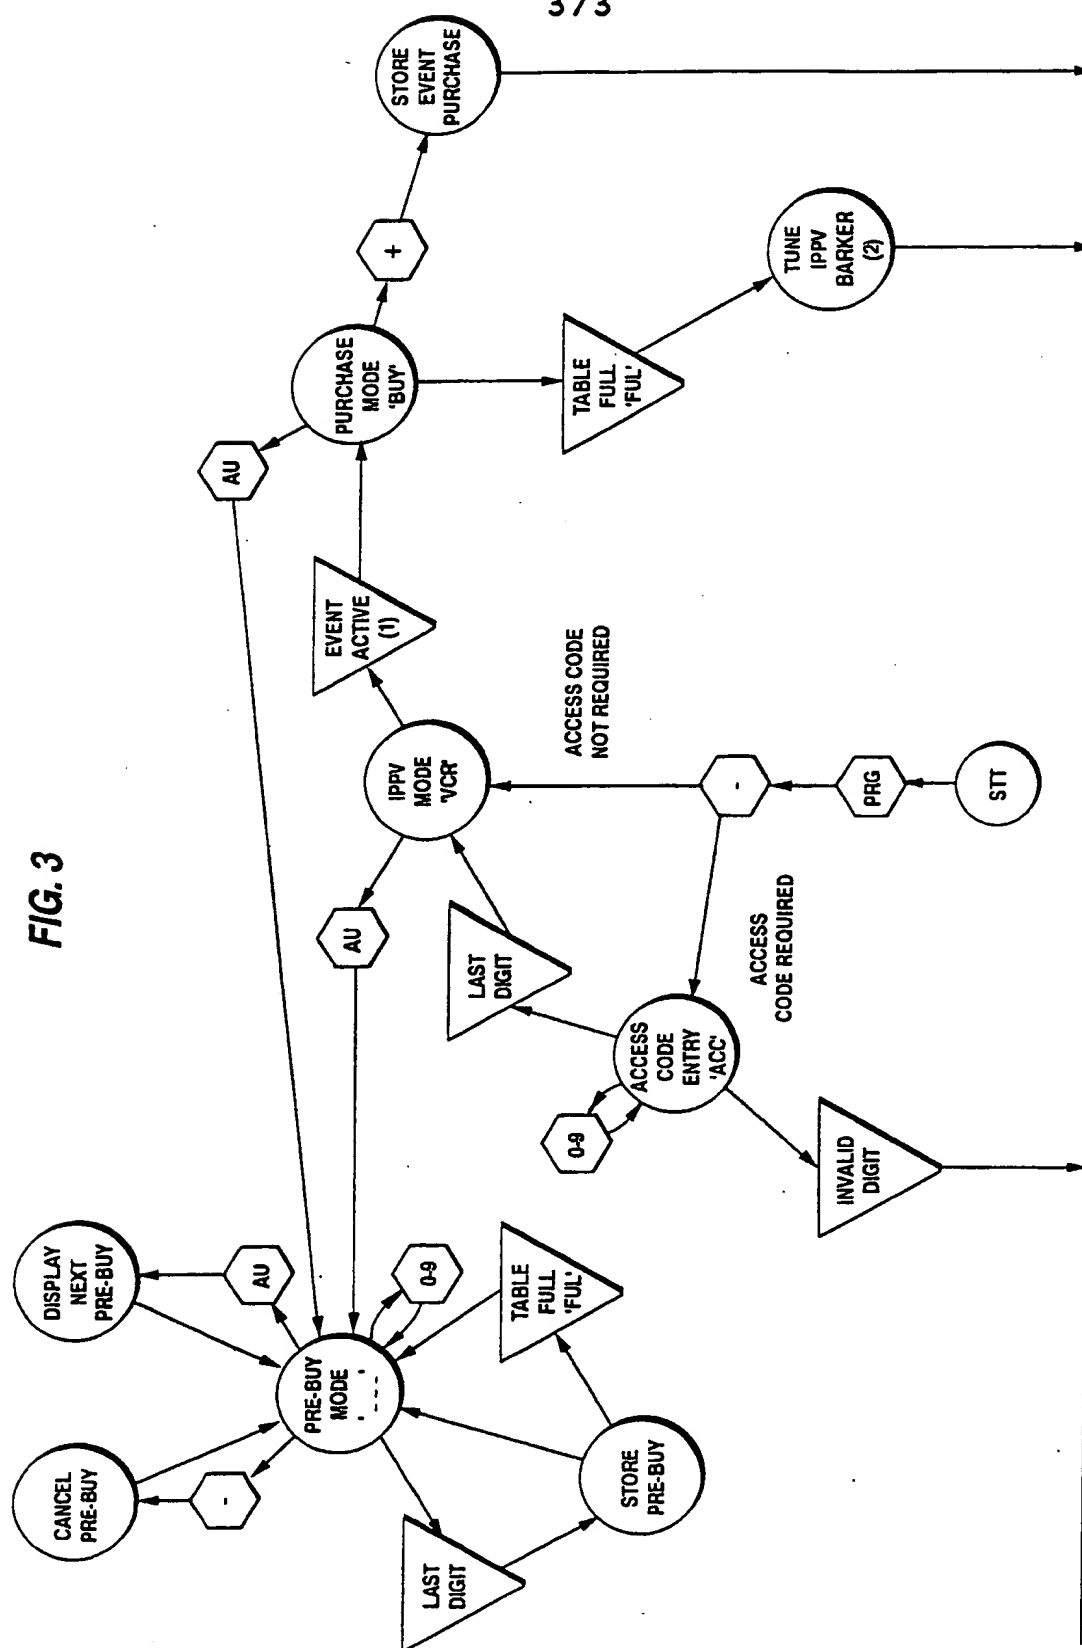 3/3
FIG. 3
CANCEL
PRE-BUY
-
DISPLAY
NEXT
PRE-BUY
AU
PRE-BUY
MODE
'---'
0-9
LAST
DIGIT
STORE
PRE-BUY
TABLE
FULL
'FUL'
AU
AU
IPPV
MODE
'VCR'
EVENT
ACTIVE
(1)
PURCHASE
MODE
'BUY'
+
STORE
EVENT
PURCHASE
TABLE
FULL
'FUL'
TUNE
IPPV
BARKER
(2)
LAST
DIGIT
0-9
ACCESS
CODE
ENTRY
'ACC'
INVALID
DIGIT
ACCESS
CODE REQUIRED
ACCESS CODE
NOT REQUIRED
-
PRG
STT